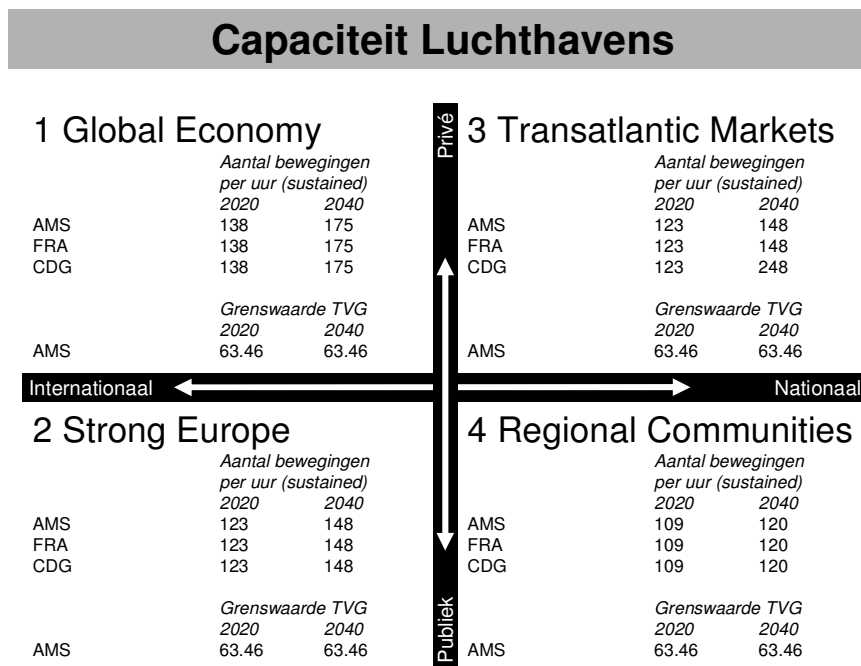 Capaciteit Luchthavens
1 Global Economy
Aantal bewegingen
per uur (sustained)
2020 2040
AMS 138 175
FRA 138 175
CDG 138 175
Grenswaarde TVG
2020 2040
AMS 63.46 63.46
Privé
3 Transatlantic Markets
Aantal bewegingen
per uur (sustained)
2020 2040
AMS 123 148
FRA 123 148
CDG 123 248
Grenswaarde TVG
2020 2040
AMS 63.46 63.46
Internationaal
Nationaal
2 Strong Europe
Aantal bewegingen
per uur (sustained)
2020 2040
AMS 123 148
FRA 123 148
CDG 123 148
Grenswaarde TVG
2020 2040
AMS 63.46 63.46
Publiek
4 Regional Communities
Aantal bewegingen
per uur (sustained)
2020 2040
AMS 109 120
FRA 109 120
CDG 109 120
Grenswaarde TVG
2020 2040
AMS 63.46 63.46